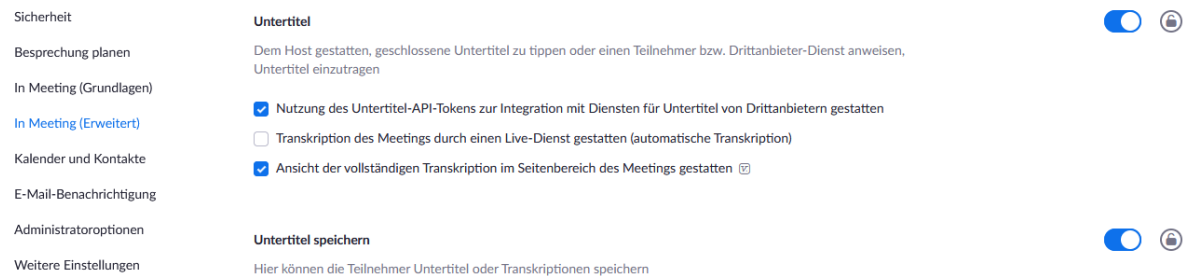 Sicherheit
Besprechung planen
In Meeting (Grundlagen)
In Meeting (Erweitert)
Kalender und Kontakte
E-Mail-Benachrichtigung
Administratoroptionen
Weitere Einstellungen
Untertitel
Dem Host gestatten, geschlossene Untertitel zu tippen oder einen Teilnehmer bzw. Drittanbieter-Dienst anweisen,
Untertitel einzutragen
Nutzung des Untertitel-API-Tokens zur Integration mit Diensten für Untertitel von Drittanbietern gestatten
Transkription des Meetings durch einen Live-Dienst gestatten (automatische Transkription)
Ansicht der vollständigen Transkription im Seitenbereich des Meetings gestatten
Untertitel speichern
Hier können die Teilnehmer Untertitel oder Transkriptionen speichern